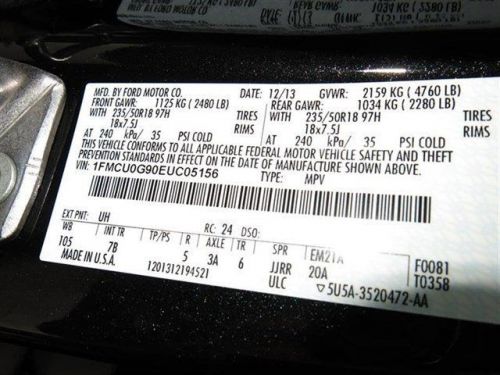 MFD. BY FORD MOTOR CO.
12/13 GVWR: 2159 KG ( 4760 LB)
FRONT GAWR: 1125 KG ( 2480 LB)
REAR GAWR: 1034 KG ( 2280 LB)
WITH 235/50R18 97H TIRES
WITH 235/50R18 97H TIRES
18x7.5J RIMS
18x7.5J RIMS
AT 240 kPa/ 35 PSI COLD
AT 240 kPa/ 35 PSI COLD
THIS VEHICLE CONFORMS TO ALL APPLICABLE FEDERAL MOTOR VEHICLE SAFETY AND THEFT
PREVENTION STANDARDS IN EFFECT ON THE DATE OF MANUFACTURE SHOWN ABOVE.
VIN: 1FMCU0G90EUC05156
TYPE: MPV
EXT PNT: UH RC: 24 DSO:
WB INT TR TP/PS R AXLE TR SPR EM21A F0081
105 7B 5 3A 6 JJRR 20A T0358
MADE IN U.S.A. 1201312194521 ULC 5U5A-3520472-AA